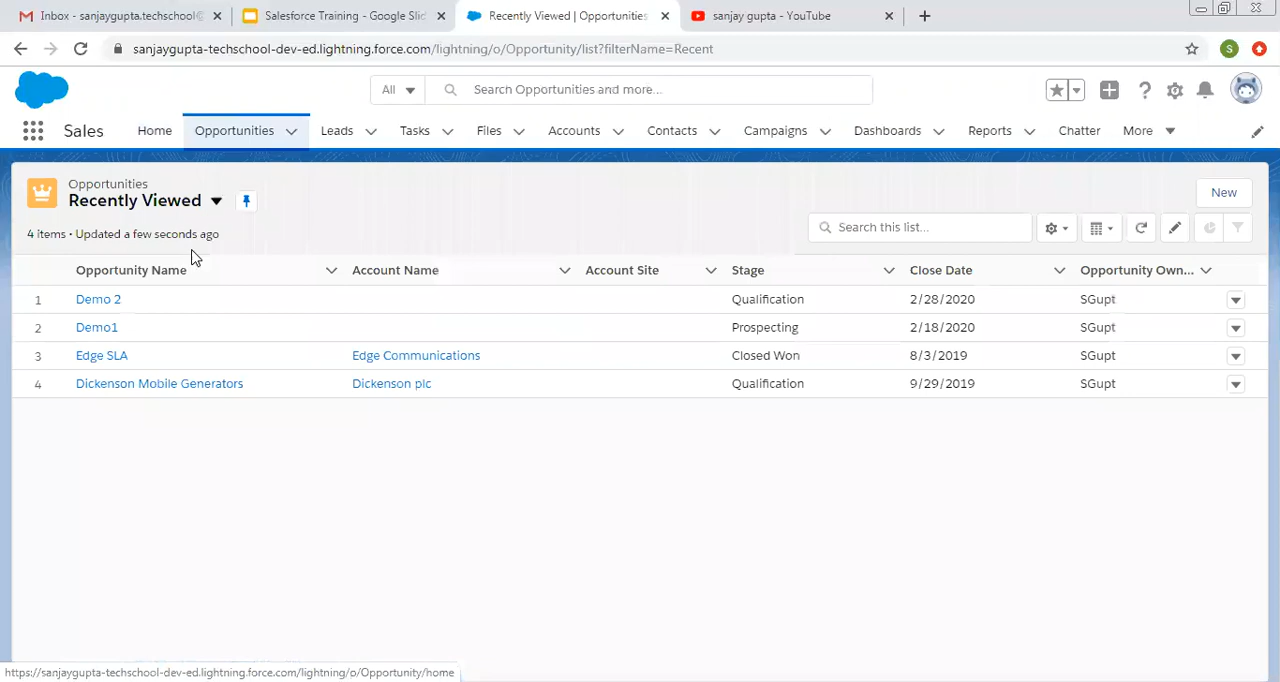 Inbox - sanjaygupta.techschool@
Salesforce Training - Google Slid
Recently Viewed | Opportunities
sanjay gupta - YouTube
sanjaygupta-techschool-dev-ed.lightning.force.com/lightning/o/Opportunity/list?filterName=Recent
S
All
Search Opportunities and more...
Sales
Home
Opportunities
Leads
Tasks
Files
Accounts
Contacts
Campaigns
Dashboards
Reports
Chatter
More
Opportunities
Recently Viewed
New
4 items • Updated a few seconds ago
Search this list...
Opportunity Name Account Name Account Site Stage Close Date Opportunity Own...
1 Demo 2 Qualification 2/28/2020 SGupt
2 Demo1 Prospecting 2/18/2020 SGupt
3 Edge SLA Edge Communications Closed Won 8/3/2019 SGupt
4 Dickenson Mobile Generators Dickenson plc Qualification 9/29/2019 SGupt
https://sanjaygupta-techschool-dev-ed.lightning.force.com/lightning/o/Opportunity/home